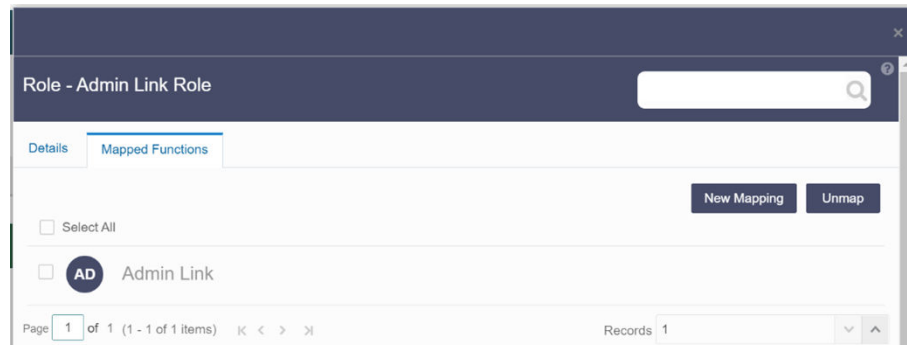 ×
?
Role - Admin Link Role
Details Mapped Functions
New Mapping Unmap
Select All
AD Admin Link
Page 1 of 1 (1 - 1 of 1 items) Records 1